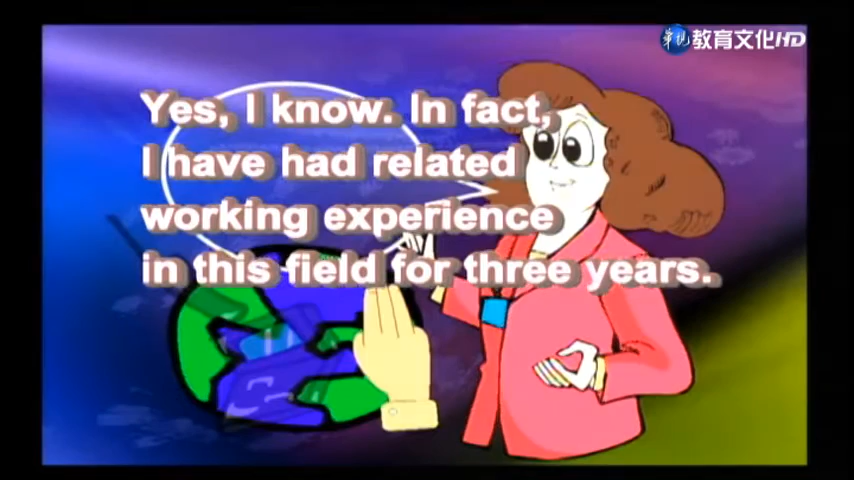 華視教育文化HD
Yes, I know. In fact,
I have had related
working experience
in this field for three years.